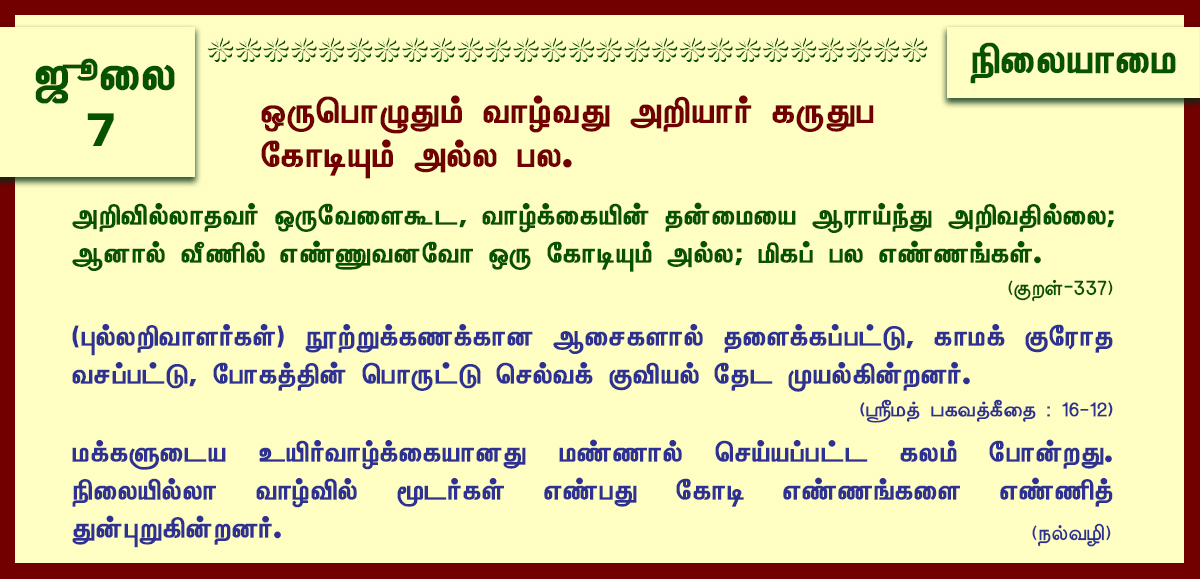 ஜூலை
7
நிலையாமை
ஒருபொழுதும் வாழ்வது அறியார் கருதுப
கோடியும் அல்ல பல.
அறிவில்லாதவர் ஒருவேளைகூட, வாழ்க்கையின் தன்மையை ஆராய்ந்து அறிவதில்லை;
ஆனால் வீணில் எண்ணுவனவோ ஒரு கோடியும் அல்ல; மிகப் பல எண்ணங்கள்.
(குறள்-337)
(புல்லறிவாளர்கள்) நூற்றுக்கணக்கான ஆசைகளால் தளைக்கப்பட்டு, காமக் குரோத
வசப்பட்டு, போகத்தின் பொருட்டு செல்வக் குவியல் தேட முயல்கின்றனர்.
(ஸ்ரீமத் பகவத்கீதை : 16-12)
மக்களுடைய உயிர்வாழ்க்கையானது மண்ணால் செய்யப்பட்ட கலம் போன்றது.
நிலையில்லா வாழ்வில் மூடர்கள் எண்பது கோடி எண்ணங்களை எண்ணித்
துன்புறுகின்றனர்.
(நல்வழி)